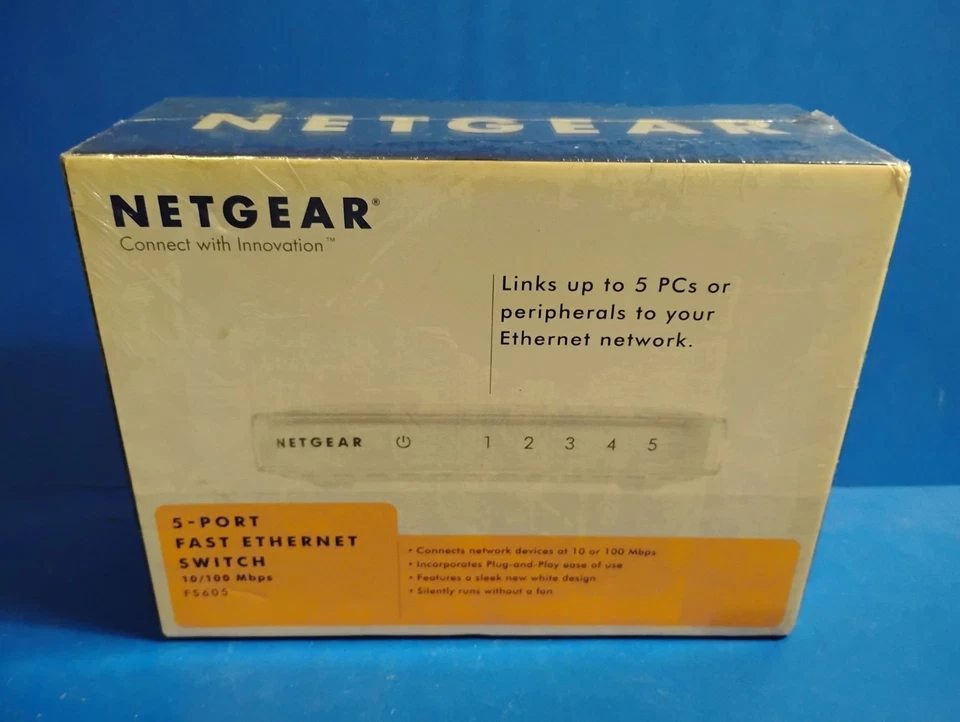 NETGEAR
NETGEAR®
Connect with Innovation™
Links up to 5 PCs or
peripherals to your
Ethernet network.
NETGEAR 1 2 3 4 5
5-PORT
FAST ETHERNET
SWITCH
10/100 Mbps
FS605
• Connects network devices at 10 or 100 Mbps
• Incorporates Plug-and-Play ease of use
• Features a sleek new white design
• Silently runs without a fan